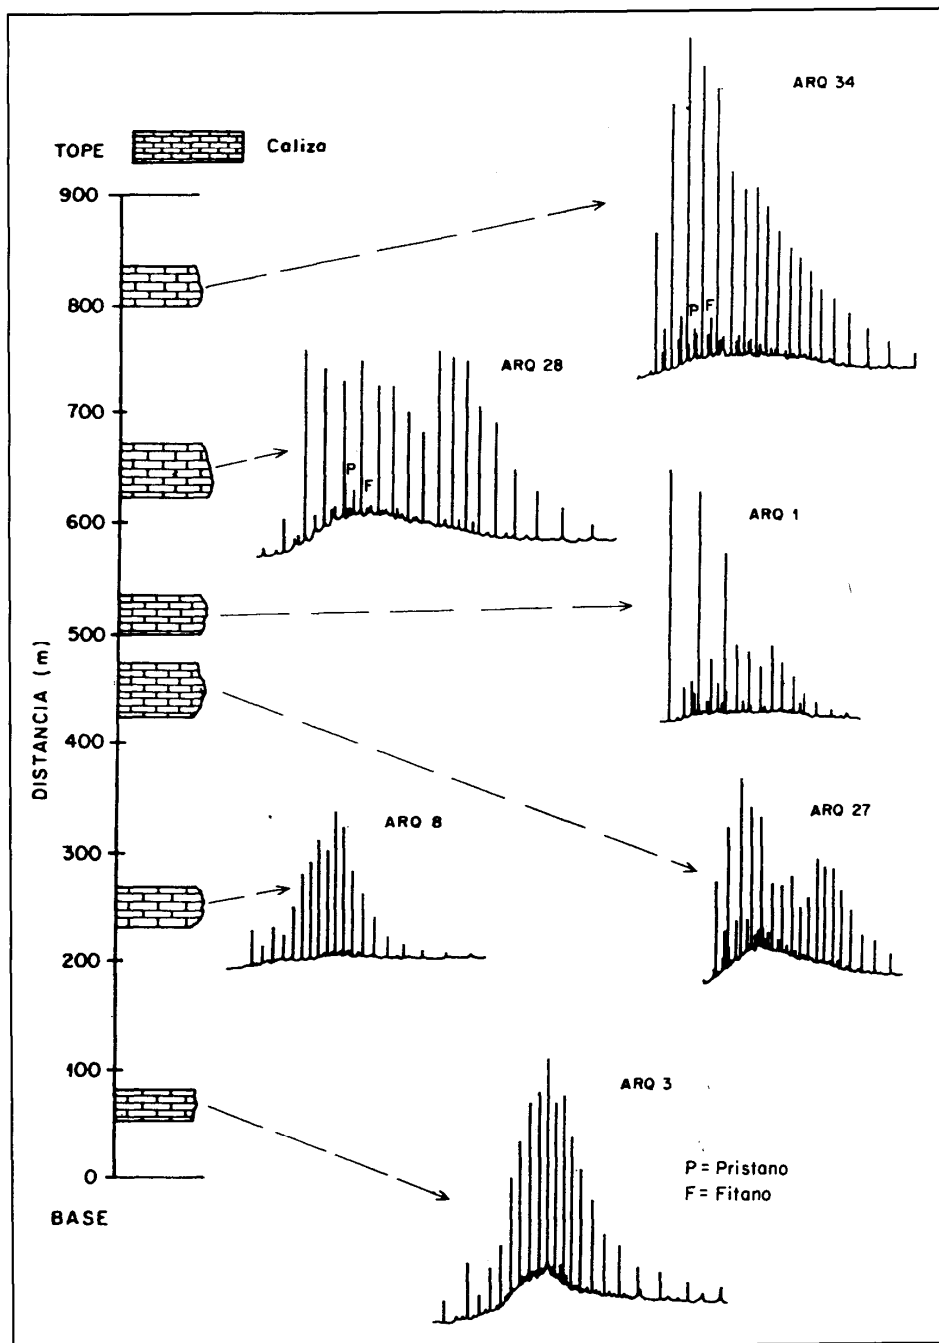 ARQ 34
TOPE
Caliza
900
800
P
F
ARQ 28
700
P
F
600
ARQ 1
500
DISTANCIA (m)
400
ARQ 8
ARQ 27
300
200
100
ARQ 3
P = Pristano
F = Fitano
0
BASE